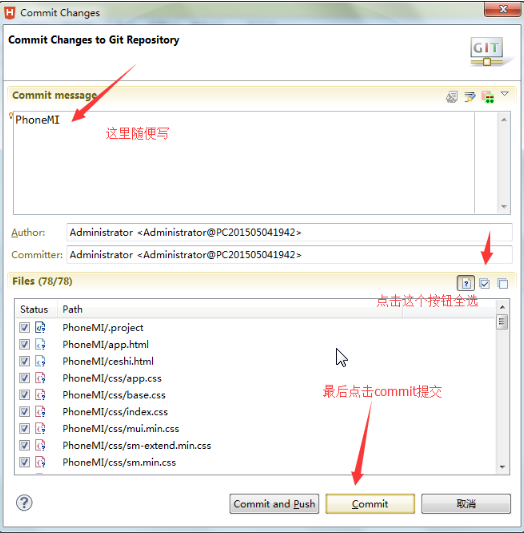 Commit Changes
Commit Changes to Git Repository
GIT
Commit message
PhoneMI
这里随便写
Author: Administrator <Administrator@PC201505041942>
Committer: Administrator <Administrator@PC201505041942>
Files (78/78)
点击这个按钮全选
Status Path
PhoneMI/.project
PhoneMI/app.html
PhoneMI/ceshi.html
PhoneMI/css/app.css
PhoneMI/css/base.css
最后点击commit提交
PhoneMI/css/index.css
PhoneMI/css/mui.min.css
PhoneMI/css/sm-extend.min.css
PhoneMI/css/sm.min.css
Commit and Push Commit 取消